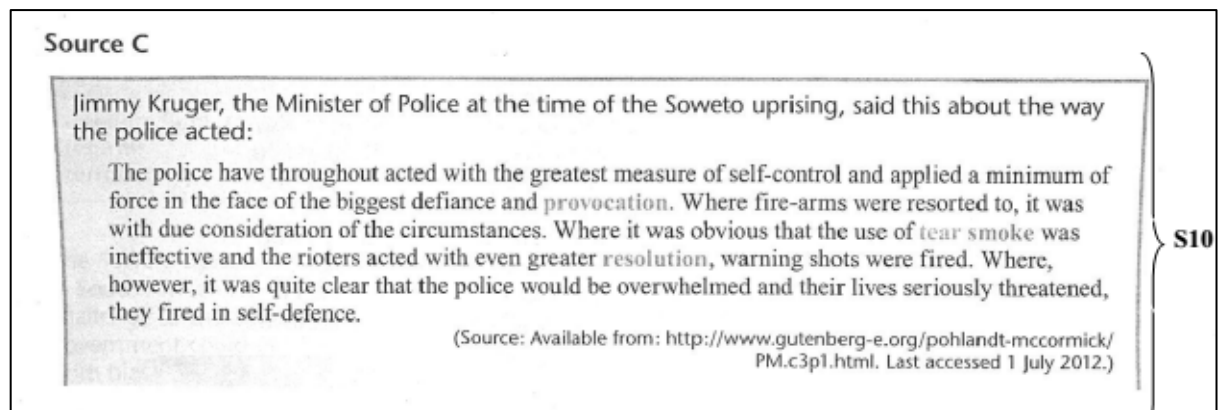 Source C
Jimmy Kruger, the Minister of Police at the time of the Soweto uprising, said this about the way
the police acted:
The police have throughout acted with the greatest measure of self-control and applied a minimum of
force in the face of the biggest defiance and provocation. Where fire-arms were resorted to, it was
with due consideration of the circumstances. Where it was obvious that the use of tear smoke was
ineffective and the rioters acted with even greater resolution, warning shots were fired. Where,
however, it was quite clear that the police would be overwhelmed and their lives seriously threatened,
they fired in self-defence.
(Source: Available from: http://www.gutenberg-e.org/pohlandt-mccormick/
PM.c3p1.html. Last accessed 1 July 2012.)
S10